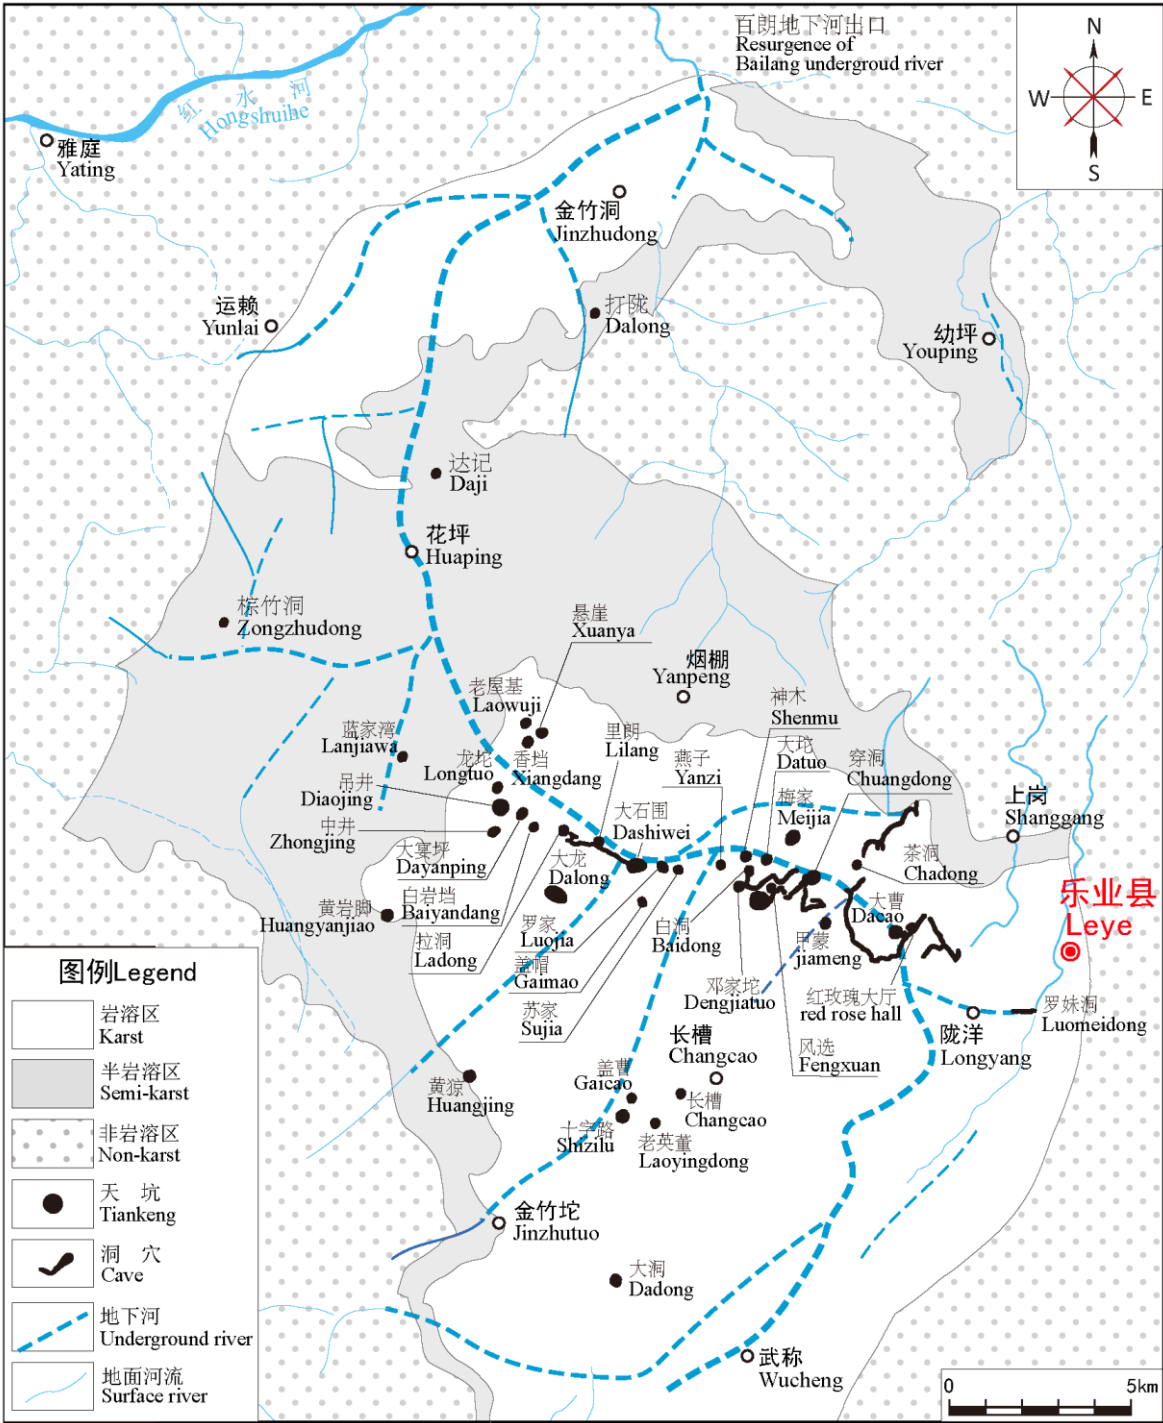 百朗地下河出口
Resurgence of
Bailang undergroud river
N
W
E
S
红水河
Hongshuihe
雅庭
Yating
金竹洞
Jinzhudong
运赖
Yunlai
打陇
Dalong
幼坪
Youping
达记
Daji
花坪
Huaping
棕竹洞
Zongzhudong
悬崖
Xuanya
烟棚
Yanpeng
老屋基
Laowuji
神木
Shenmu
蓝家湾
Lanjiawa
里朗
Lilang
龙坨
Longtuo
香垱
Xiangdang
燕子
Yanzi
大坨
Datuo
穿洞
Chuangdong
吊井
Diaojing
梅家
Meijia
上岗
Shanggang
中井
Zhongjing
大石围
Dashiwei
大寞坪
Dayanping
大龙
Dalong
茶洞
Chadong
乐业县
Leye
白岩垱
Baiyandang
黄岩脚
Huangyanjiao
大曹
Dacao
罗家
Luojia
白洞
Baidong
甲蒙
jiameng
拉洞
Ladong
盖帽
Gaimao
邓家坨
Dengjiatuo
红玫瑰大厅
red rose hall
罗妹洞
Luomeidong
苏家
Sujia
长槽
Changcao
风选
Fengxuan
陇洋
Longyang
盖曹
Gaicao
黄猄
Huangjing
长槽
Changcao
十字路
Shizilu
老英董
Laoyingdong
金竹坨
Jinzhutuo
大洞
Dadong
武称
Wucheng
图例Legend
岩溶区
Karst
半岩溶区
Semi-karst
非岩溶区
Non-karst
天坑
Tiankeng
洞穴
Cave
地下河
Underground river
地面河流
Surface river
0
5km